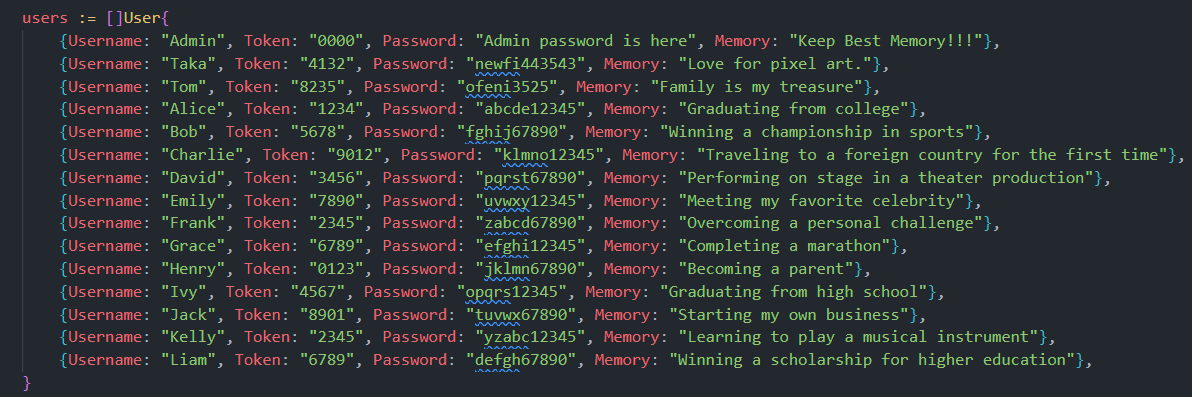 users := []User{
{Username: "Admin", Token: "0000", Password: "Admin password is here", Memory: "Keep Best Memory!!!"},
{Username: "Taka", Token: "4132", Password: "newfi443543", Memory: "Love for pixel art."},
{Username: "Tom", Token: "8235", Password: "ofeni3525", Memory: "Family is my treasure"},
{Username: "Alice", Token: "1234", Password: "abcde12345", Memory: "Graduating from college"},
{Username: "Bob", Token: "5678", Password: "fghij67890", Memory: "Winning a championship in sports"},
{Username: "Charlie", Token: "9012", Password: "klmno12345", Memory: "Traveling to a foreign country for the first time"},
{Username: "David", Token: "3456", Password: "pqrst67890", Memory: "Performing on stage in a theater production"},
{Username: "Emily", Token: "7890", Password: "uvwxy12345", Memory: "Meeting my favorite celebrity"},
{Username: "Frank", Token: "2345", Password: "zabcd67890", Memory: "Overcoming a personal challenge"},
{Username: "Grace", Token: "6789", Password: "efghi12345", Memory: "Completing a marathon"},
{Username: "Henry", Token: "0123", Password: "jklmn67890", Memory: "Becoming a parent"},
{Username: "Ivy", Token: "4567", Password: "opqrs12345", Memory: "Graduating from high school"},
{Username: "Jack", Token: "8901", Password: "tuvwx67890", Memory: "Starting my own business"},
{Username: "Kelly", Token: "2345", Password: "yzabc12345", Memory: "Learning to play a musical instrument"},
{Username: "Liam", Token: "6789", Password: "defgh67890", Memory: "Winning a scholarship for higher education"},
}